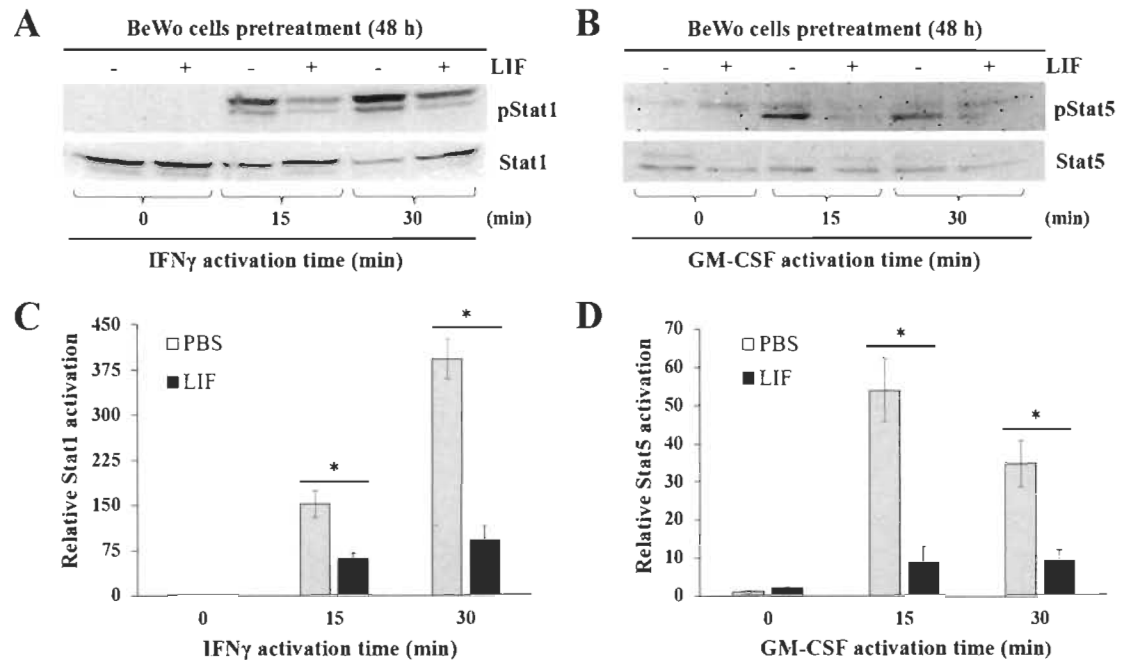 A
BeWo cells pretreatment (48 h)
- + - + - + LIF
pStat1
Stat1
0 15 30 (min)
IFNγ activation time (min)
B
BeWo cells pretreatment (48 h)
- + - + - + LIF
pStat5
Stat5
0 15 30 (min)
GM-CSF activation time (min)
C
Relative Stat1 activation
450
375
300
225
150
75
0
PBS
LIF
*
*
0 15 30
IFNγ activation time (min)
D
Relative Stat5 activation
70
60
50
40
30
20
10
0
PBS
LIF
*
*
0 15 30
GM-CSF activation time (min)